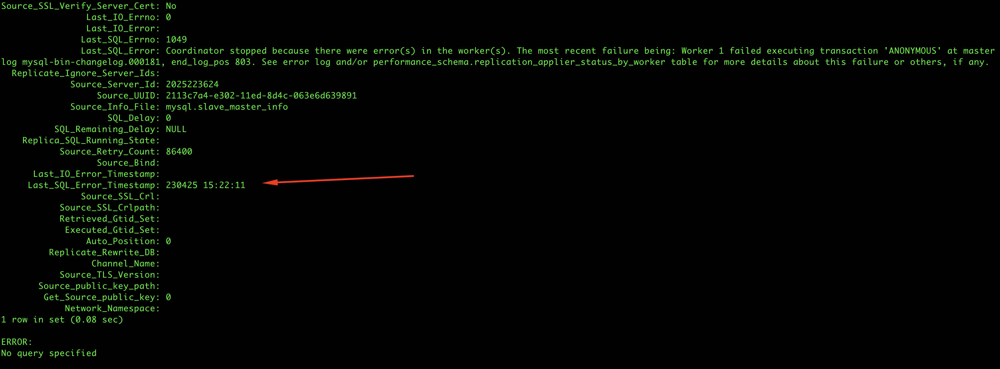 Source_SSL_Verify_Server_Cert: No
Last_IO_Errno: 0
Last_IO_Error:
Last_SQL_Errno: 1049
Last_SQL_Error: Coordinator stopped because there were error(s) in the worker(s). The most recent failure being: Worker 1 failed executing transaction 'ANONYMOUS' at master
log mysql-bin-changelog.000181, end_log_pos 803. See error log and/or performance_schema.replication_applier_status_by_worker table for more details about this failure or others, if any.
Replicate_Ignore_Server_Ids:
Source_Server_Id: 2025223624
Source_UUID: 2113c7a4-e302-11ed-8d4c-063e6d639891
Source_Info_File: mysql.slave_master_info
SQL_Delay: 0
SQL_Remaining_Delay: NULL
Replica_SQL_Running_State:
Source_Retry_Count: 86400
Source_Bind:
Last_IO_Error_Timestamp:
Last_SQL_Error_Timestamp: 230425 15:22:11
Source_SSL_Crl:
Source_SSL_Crlpath:
Retrieved_Gtid_Set:
Executed_Gtid_Set:
Auto_Position: 0
Replicate_Rewrite_DB:
Channel_Name:
Source_TLS_Version:
Source_public_key_path:
Get_Source_public_key: 0
Network_Namespace:
1 row in set (0.08 sec)
ERROR:
No query specified